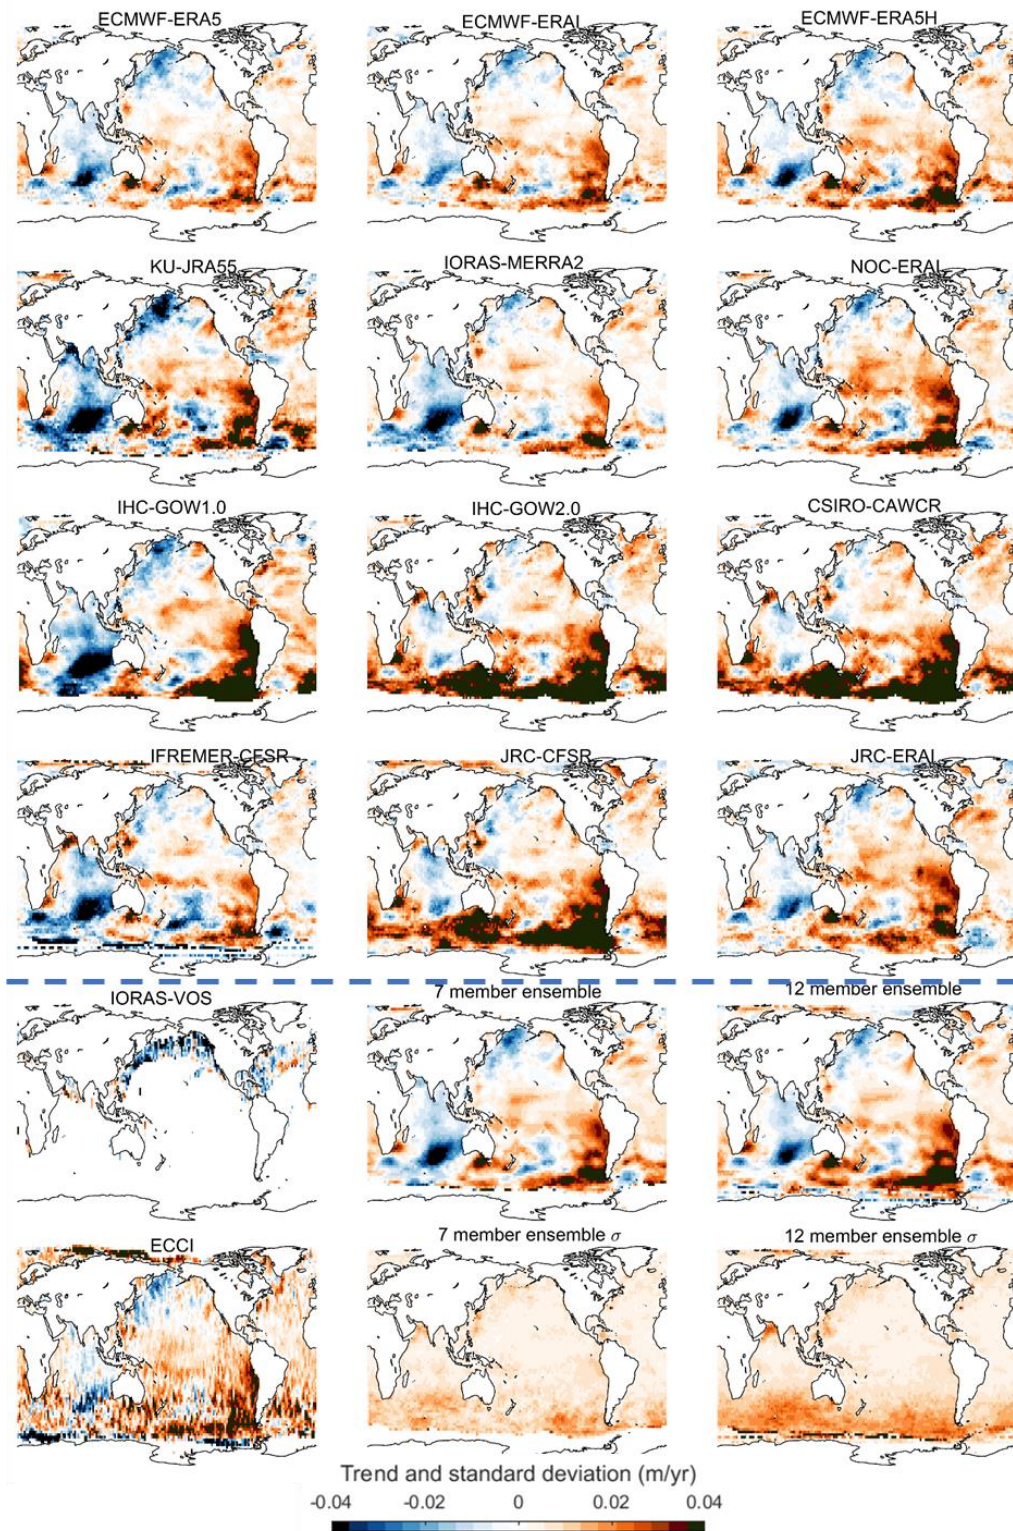 ECMWF-ERA5
ECMWF-ERAI
ECMWF-ERA5H
KU-JRA55
IORAS-MERRA2
NOC-ERAI
IHC-GOW1.0
IHC-GOW2.0
CSIRO-CAWCR
IFREMER-CFSR
JRC-CFSR
JRC-ERAI
IORAS-VOS
7 member ensemble
12 member ensemble
ECCI
7 member ensemble σ
12 member ensemble σ
Trend and standard deviation (m/yr)
-0.04 -0.02 0 0.02 0.04